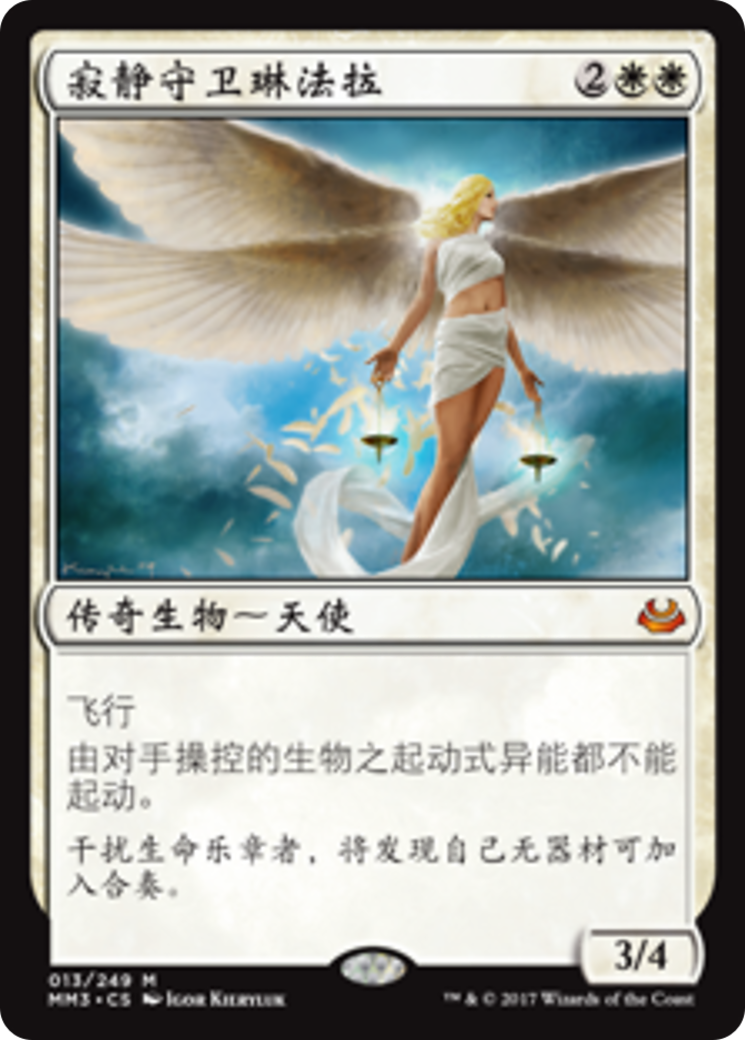 寂静守卫琳法拉 2
传奇生物～天使
飞行
由对手操控的生物之起动式异能都不能
起动。
干扰生命乐章者，将发现自己无器材可加
入合奏。
3/4
013/249 M
MM3 • CS Igor Kieryluk
™ & © 2017 Wizards of the Coast